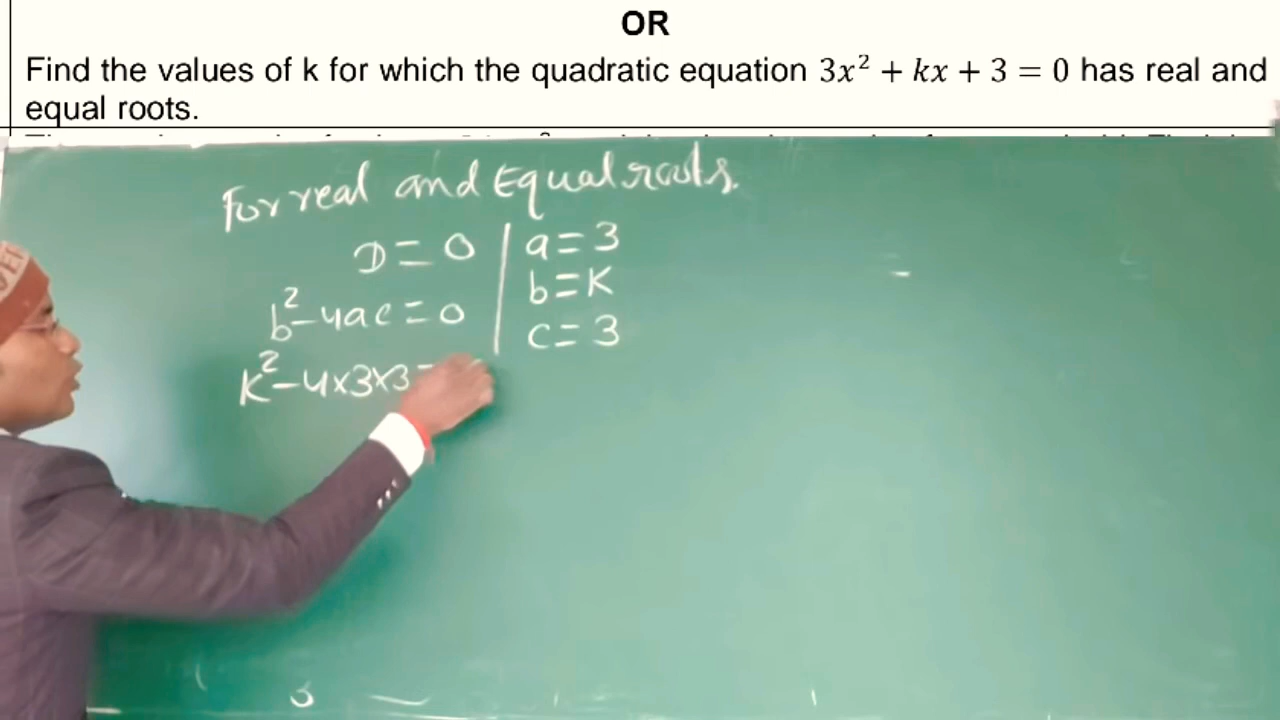 OR
Find the values of k for which the quadratic equation 3x² + kx + 3 = 0 has real and
equal roots.
For real and Equal roots.
D = 0
b² - 4ac = 0
K² - 4×3×3 =
a = 3
b = K
c = 3